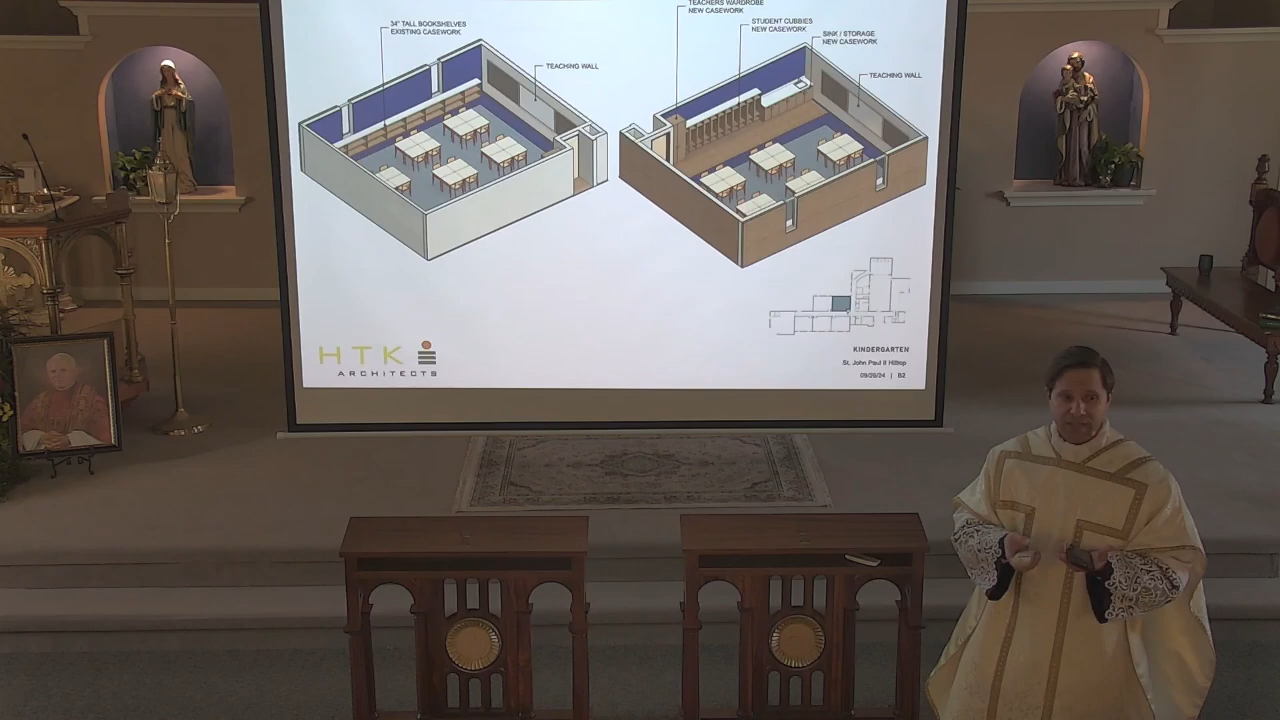 34" TALL BOOKSHELVES
EXISTING CASEWORK
TEACHING WALL
TEACHERS WARDROBE
NEW CASEWORK
STUDENT CUBBIES
NEW CASEWORK
SINK / STORAGE
NEW CASEWORK
TEACHING WALL
HTK
ARCHITECTS
KINDERGARTEN
St. John Paul II Hilltop
09/20/24 | B2